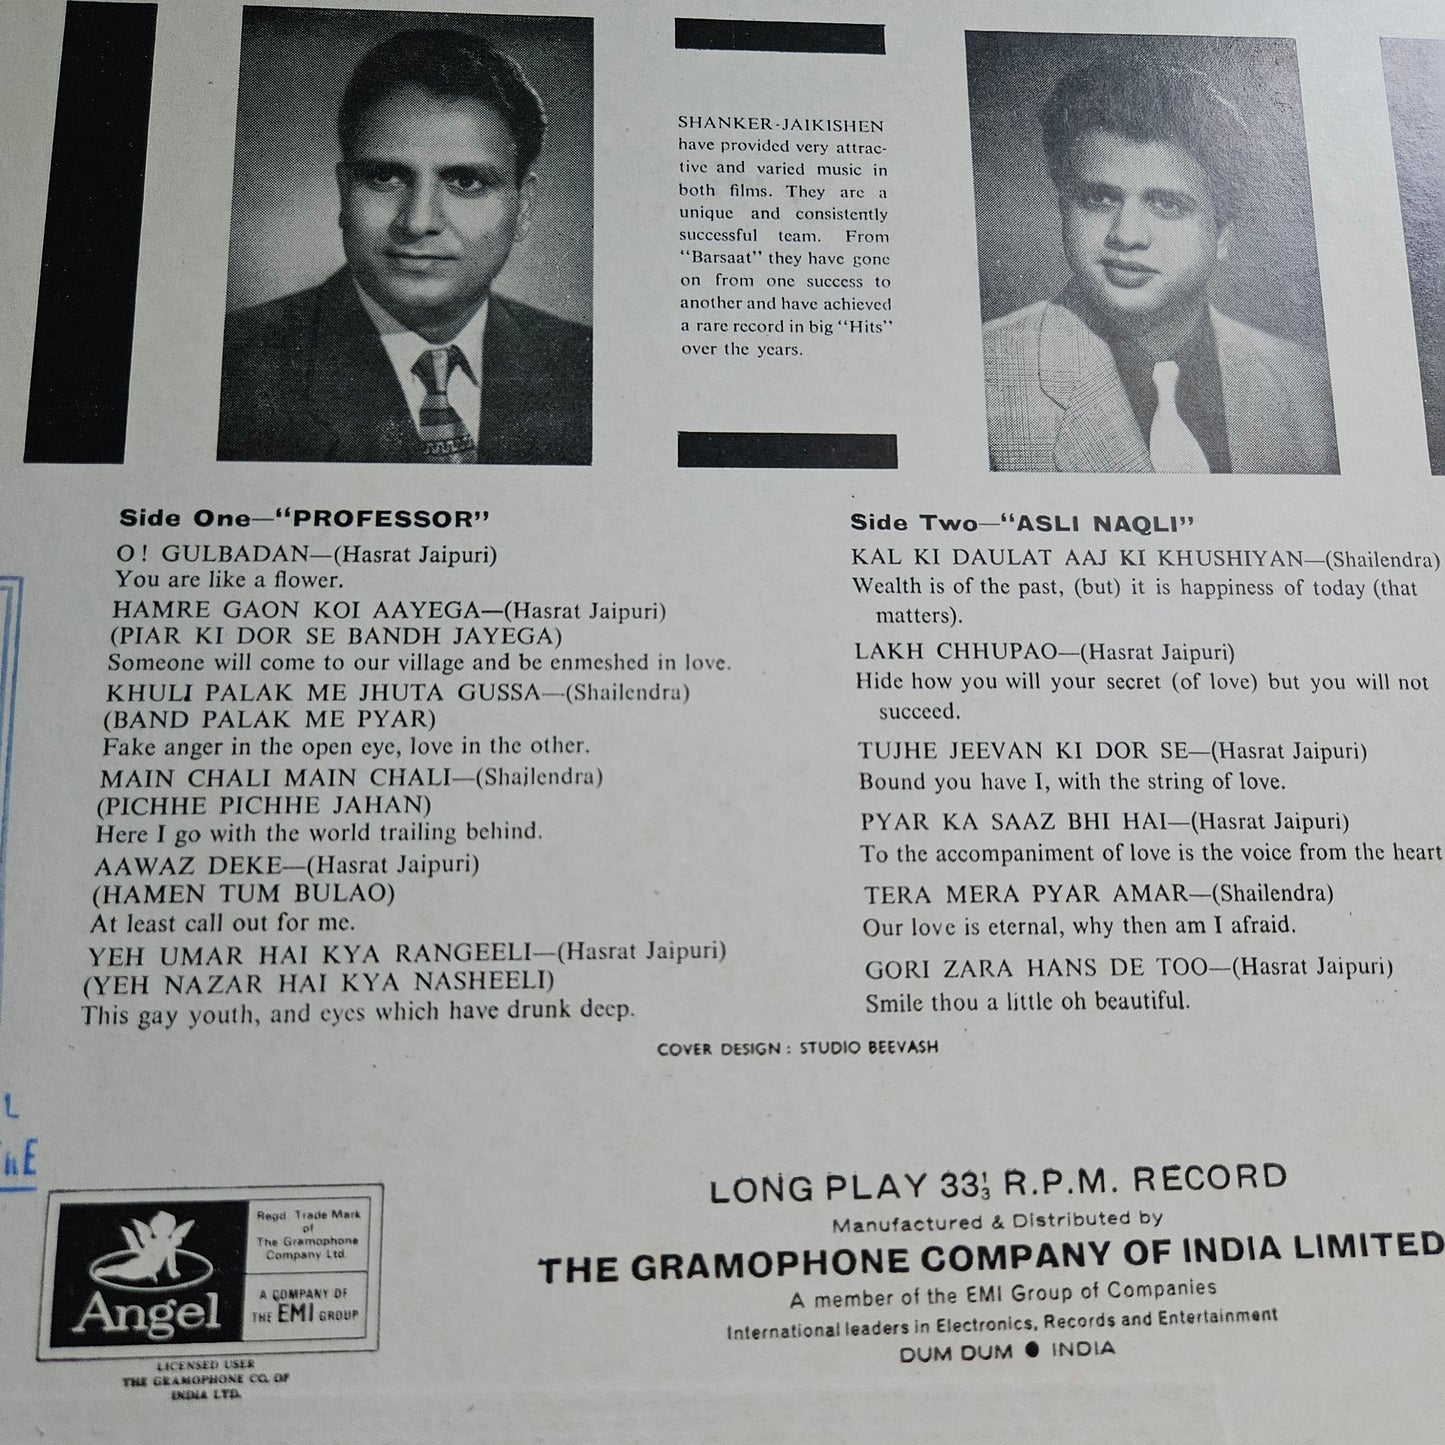 SHANKER-JAIKISHEN
have provided very attrac-
tive and varied music in
both films. They are a
unique and consistently
successful team. From
“Barsaat” they have gone
on from one success to
another and have achieved
a rare record in big “Hits”
over the years.
Side One—“PROFESSOR”
O! GULBADAN—(Hasrat Jaipuri)
You are like a flower.
HAMRE GAON KOI AAYEGA—(Hasrat Jaipuri)
(PIAR KI DOR SE BANDH JAYEGA)
Someone will come to our village and be enmeshed in love.
KHULI PALAK ME JHUTA GUSSA—(Shailendra)
(BAND PALAK ME PYAR)
Fake anger in the open eye, love in the other.
MAIN CHALI MAIN CHALI—(Shailendra)
(PICHHE PICHHE JAHAN)
Here I go with the world trailing behind.
AAWAZ DEKE—(Hasrat Jaipuri)
(HAMEN TUM BULAO)
At least call out for me.
YEH UMAR HAI KYA RANGEELI—(Hasrat Jaipuri)
(YEH NAZAR HAI KYA NASHEELI)
This gay youth, and eyes which have drunk deep.
Side Two—“ASLI NAQLI”
KAL KI DAULAT AAJ KI KHUSHIYAN—(Shailendra)
Wealth is of the past, (but) it is happiness of today (that
matters).
LAKH CHHUPAO—(Hasrat Jaipuri)
Hide how you will your secret (of love) but you will not
succeed.
TUJHE JEEVAN KI DOR SE—(Hasrat Jaipuri)
Bound you have I, with the string of love.
PYAR KA SAAZ BHI HAI—(Hasrat Jaipuri)
To the accompaniment of love is the voice from the heart
TERA MERA PYAR AMAR—(Shailendra)
Our love is eternal, why then am I afraid.
GORI ZARA HANS DE TOO—(Hasrat Jaipuri)
Smile thou a little oh beautiful.
COVER DESIGN : STUDIO BEEVASH
LONG PLAY 33⅓ R.P.M. RECORD
Manufactured & Distributed by
THE GRAMOPHONE COMPANY OF INDIA LIMITED
A member of the EMI Group of Companies
International leaders in Electronics, Records and Entertainment
DUM DUM ● INDIA
Angel
Regd. Trade Mark
of
The Gramophone
Company Ltd.
A COMPANY OF
THE EMI GROUP
LICENSED USER
THE GRAMOPHONE CO. OF
INDIA LTD.